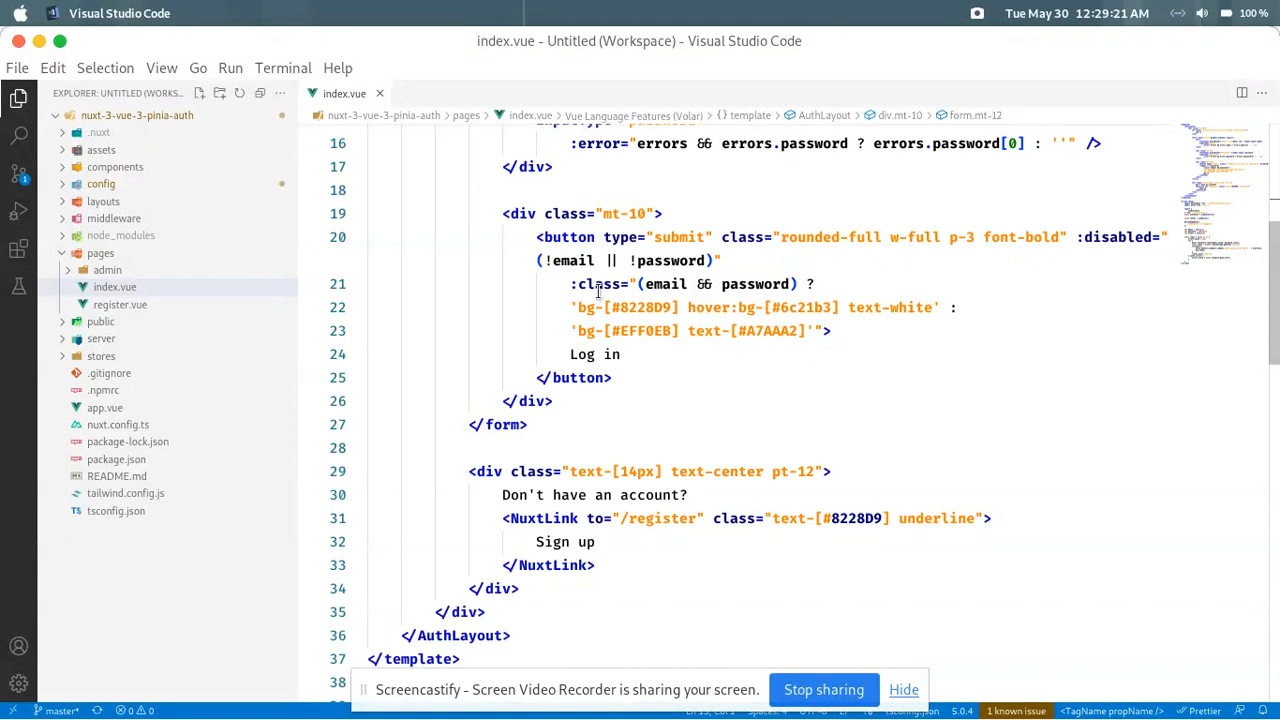 Visual Studio Code
Tue May 30 12:29:21 AM
100 %
index.vue - Untitled (Workspace) - Visual Studio Code
File Edit Selection View Go Run Terminal Help
EXPLORER: UNTITLED (WORKS...
index.vue
nuxt-3-vue-3-pinia-auth
nuxt-3-vue-3-pinia-auth > pages > index.vue > Vue Language Features (Volar) > {} template > AuthLayout > div.mt-10 > form.mt-12
.nuxt
assets
components
config
layouts
middleware
node_modules
pages
admin
index.vue
register.vue
public
server
stores
.gitignore
.npmrc
app.vue
nuxt.config.ts
package-lock.json
package.json
README.md
tailwind.config.js
tsconfig.json
16 :error="errors && errors.password ? errors.password[0] : ''" />
17 </div>
18
19 <div class="mt-10">
20 <button type="submit" class="rounded-full w-full p-3 font-bold" :disabled="
(!email || !password)"
21 :class="(email && password) ?
22 'bg-[#8228D9] hover:bg-[#6c21b3] text-white' :
23 'bg-[#EFF0EB] text-[#A7AAA2]'">
24 Log in
25 </button>
26 </div>
27 </form>
28
29 <div class="text-[14px] text-center pt-12">
30 Don't have an account?
31 <NuxtLink to="/register" class="text-[#8228D9] underline">
32 Sign up
33 </NuxtLink>
34 </div>
35 </div>
36 </AuthLayout>
37 </template>
38
Screencastify - Screen Video Recorder is sharing your screen.
Stop sharing
Hide
master*
0 0
5.0.4
1 known issue
<TagName propName />
Prettier